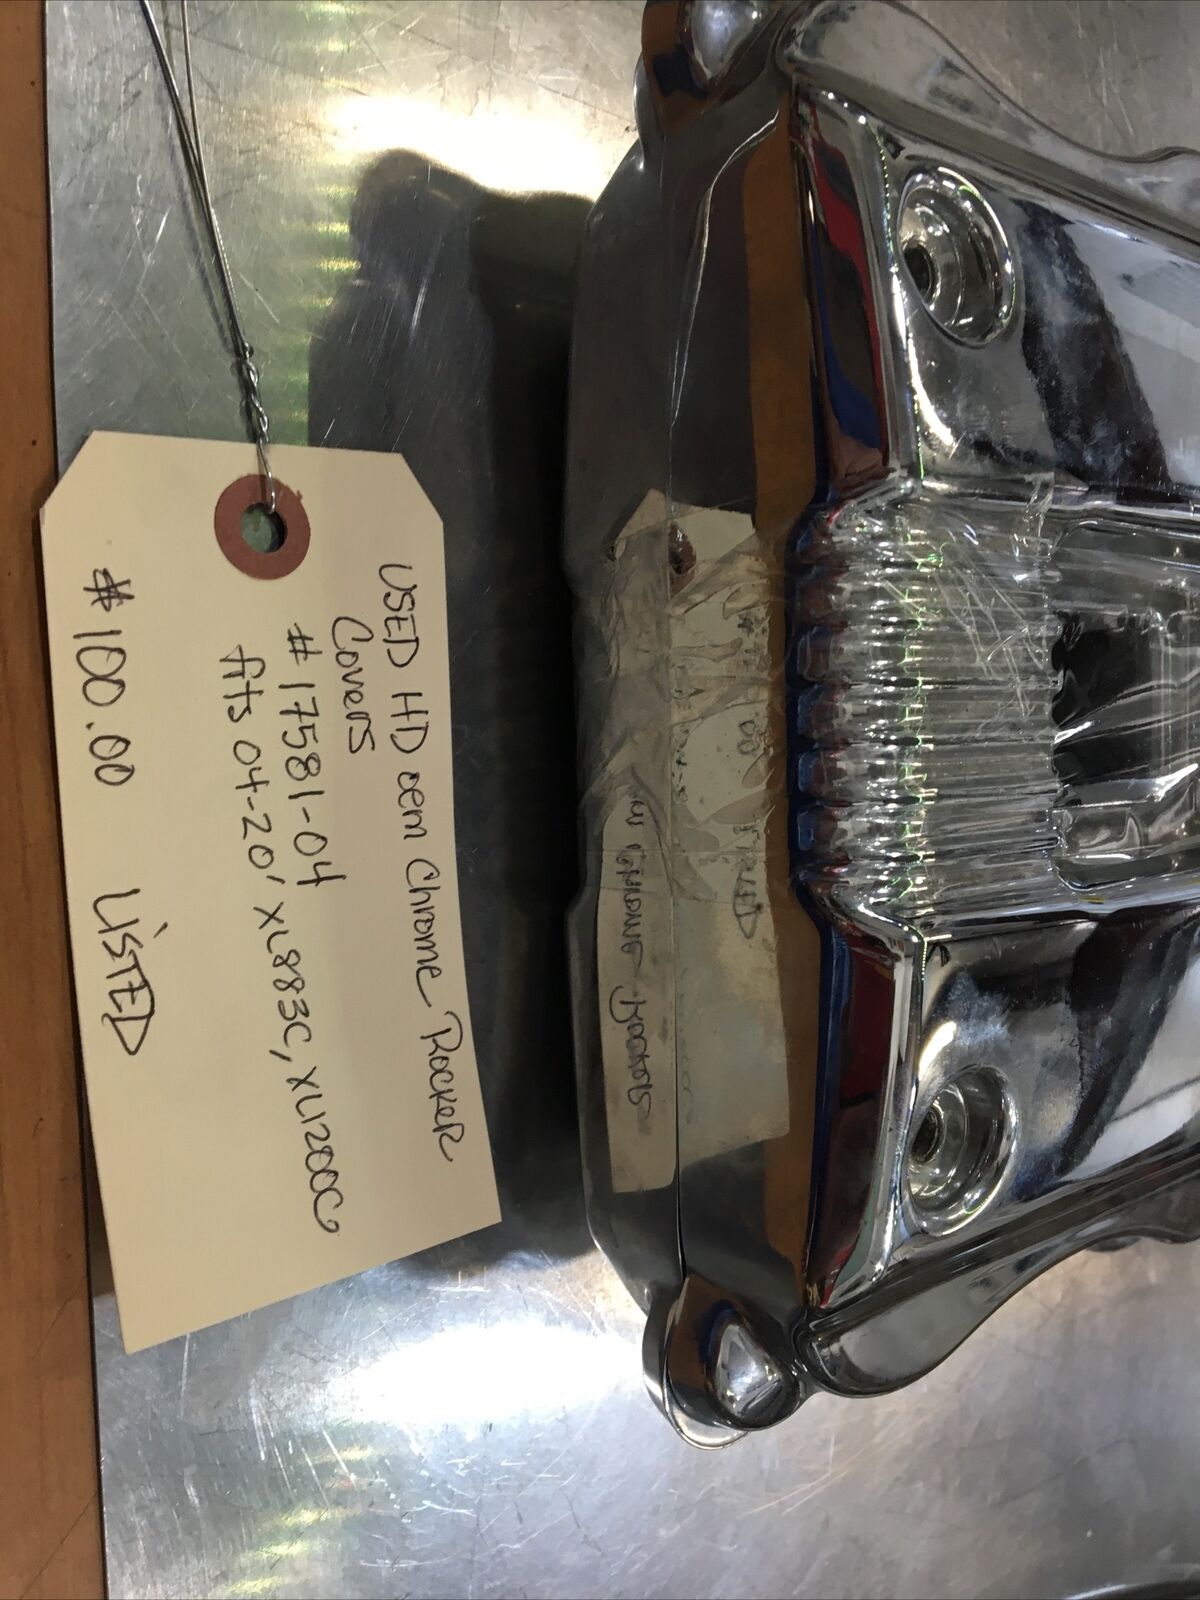 USED HD oem Chrome Rocker
Covers
# 17581-04
fits 04-20' XL883C, XL1200C
$100.00 LISTED